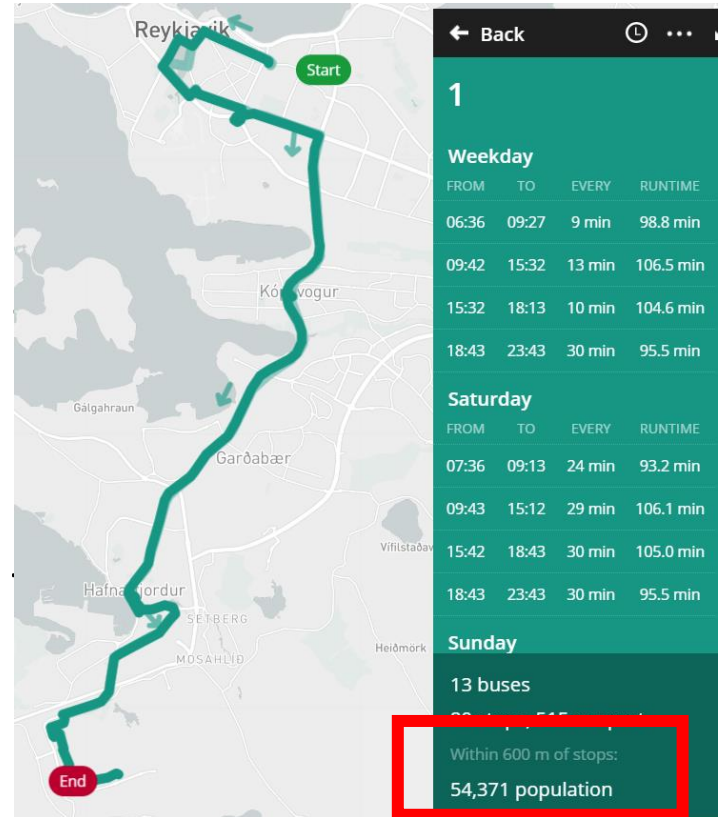 Reykjavik
Start
Kópavogur
Gálgahraun
Garðabær
Hafnarfjordur
SETBERG
MOSAHLIÐ
Heiðmörk
End
← Back
1
Weekday
FROM TO EVERY RUNTIME
06:36 09:27 9 min 98.8 min
09:42 15:32 13 min 106.5 min
15:32 18:13 10 min 104.6 min
18:43 23:43 30 min 95.5 min
Saturday
FROM TO EVERY RUNTIME
07:36 09:13 24 min 93.2 min
09:43 15:12 29 min 106.1 min
15:42 18:43 30 min 105.0 min
18:43 23:43 30 min 95.5 min
Sunday
13 buses
Within 600 m of stops:
54,371 population